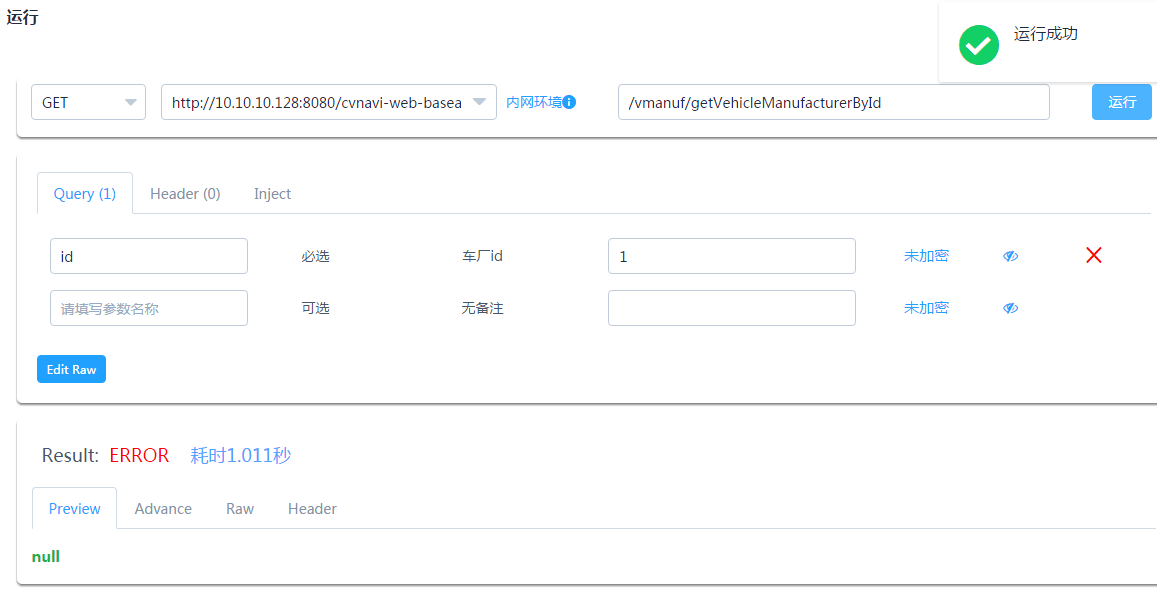 运行
运行成功
GET http://10.10.10.128:8080/cvnavi-web-basea 内网环境 /vmanuf/getVehicleManufacturerById 运行
Query (1) Header (0) Inject
id 必选 车厂id 1 未加密
请填写参数名称 可选 无备注 未加密
Edit Raw
Result: ERROR 耗时1.011秒
Preview Advance Raw Header
null